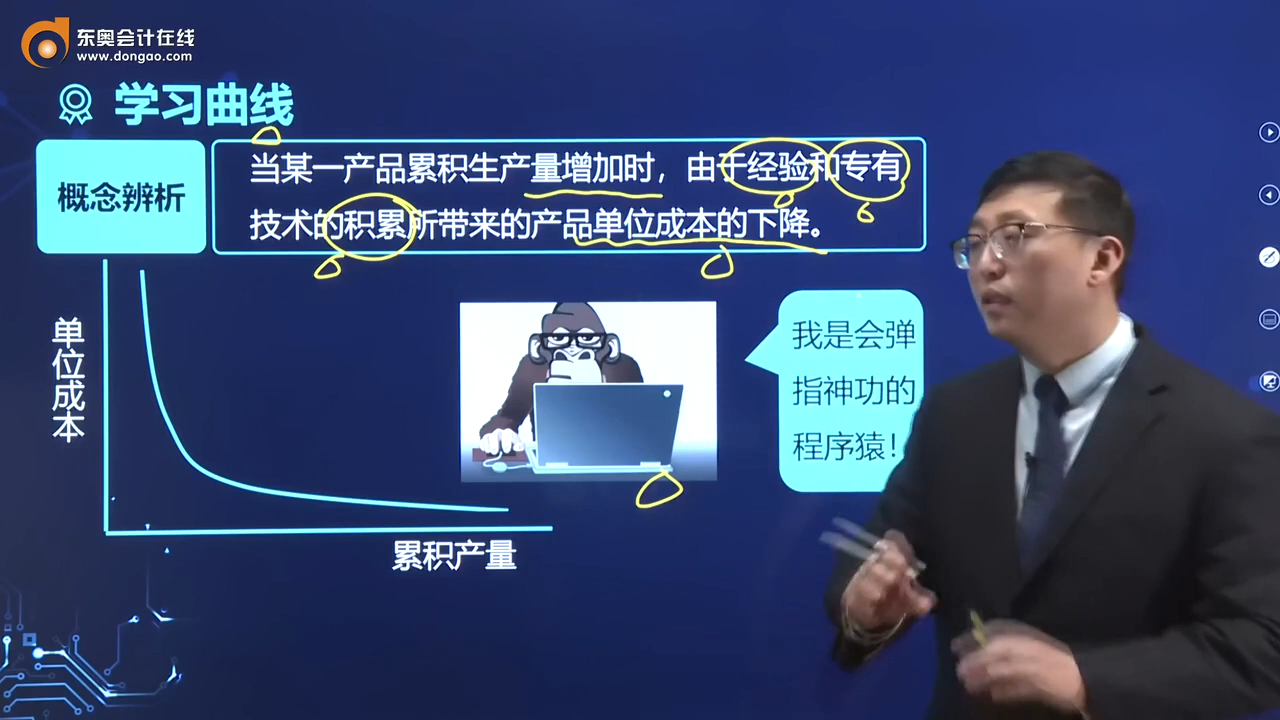 东奥会计在线
www.dongao.com
学习曲线
概念辨析
当某一产品累积生产量增加时，由于经验和专有
技术的积累所带来的产品单位成本的下降。
单位成本
我是会弹
指神功的
程序猿！
累积产量